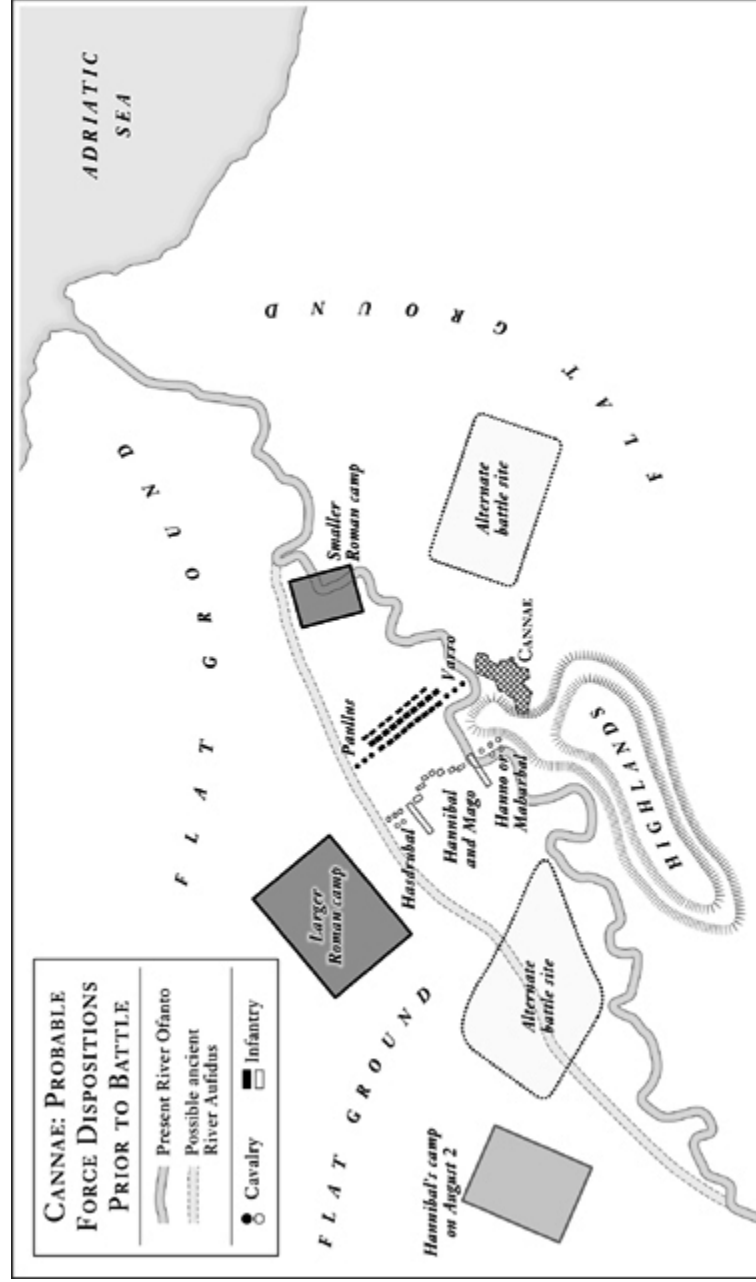 CANNAE: PROBABLE
FORCE DISPOSITIONS
PRIOR TO BATTLE
Present River Ofanto
Possible ancient
River Aufidus
Cavalry
Infantry
ADRIATIC
SEA
FLAT GROUND
FLAT GROUND
FLAT GROUND
Larger
Roman camp
Smaller
Roman camp
Paullus
Varro
Hasdrubal
Hannibal
and Mago
Hanno or
Maharbal
CANNAE
Alternate
battle site
Alternate
battle site
HIGHLANDS
Hannibal's camp
on August 2